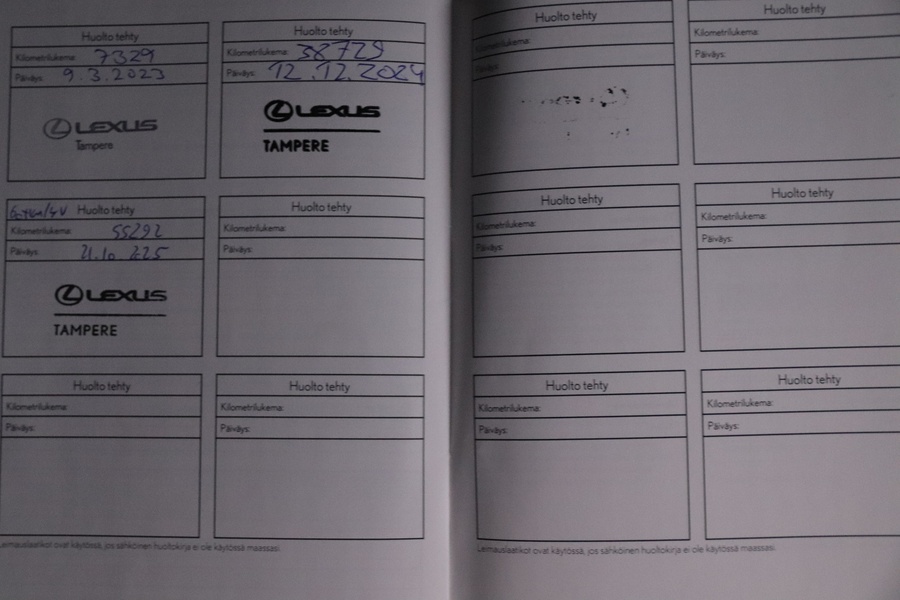 Huolto tehty
Kilometrilukema: 7329
Päiväys: 9.3.2023
LEXUS
Tampere
Huolto tehty
Kilometrilukema: 38729
Päiväys: 12.12.2024
LEXUS
TAMPERE
Huolto tehty
Kilometrilukema: 55292
Päiväys: 21.10.
LEXUS
TAMPERE
Huolto tehty
Kilometrilukema:
Päiväys:
Huolto tehty
Kilometrilukema:
Päiväys:
Huolto tehty
Kilometrilukema:
Päiväys:
Leimauslaatikot ovat käytössä, jos sähköinen huoltokirja ei ole käytössä maassasi.
Huolto tehty
Kilometrilukema:
Päiväys:
Huolto tehty
Kilometrilukema:
Päiväys:
Huolto tehty
Kilometrilukema:
Päiväys:
Huolto tehty
Kilometrilukema:
Päiväys:
Huolto tehty
Kilometrilukema:
Päiväys:
Huolto tehty
Kilometrilukema:
Päiväys:
Leimauslaatikot ovat käytössä, jos sähköinen huoltokirja ei ole käytössä maassasi.